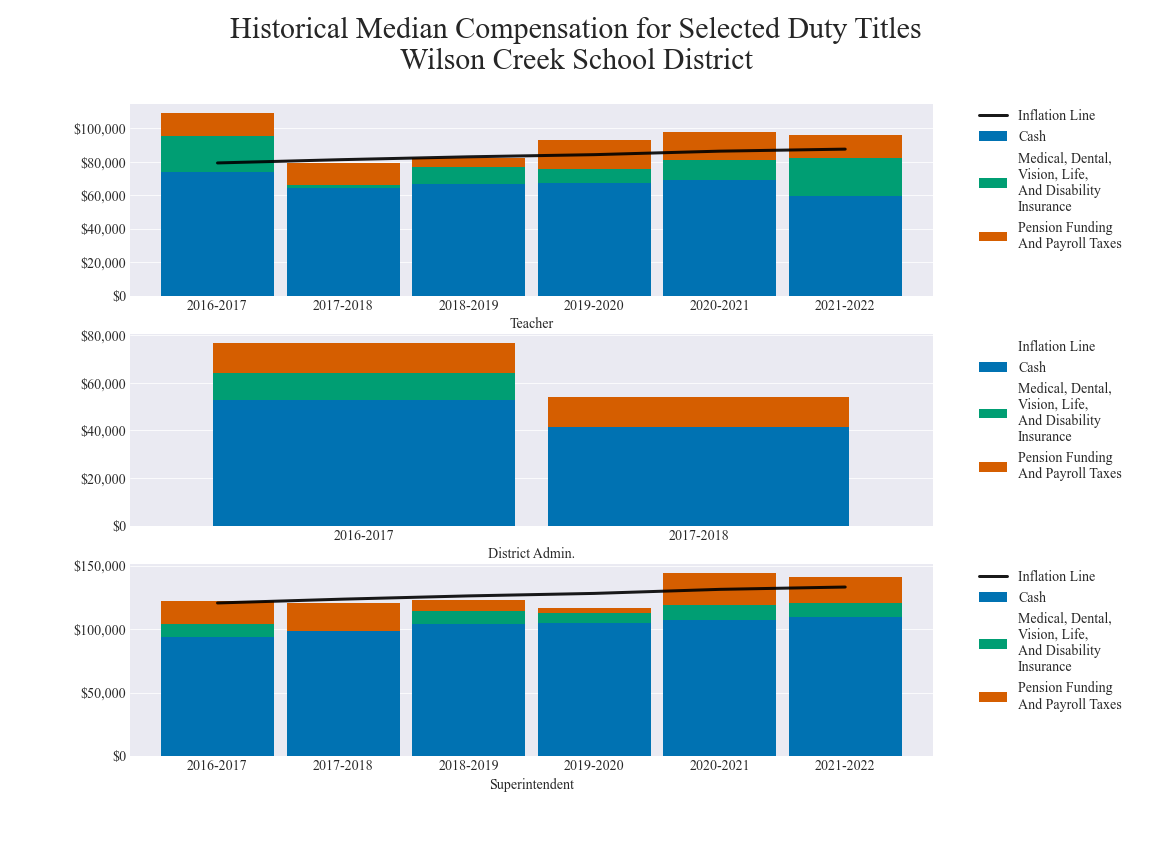 Historical Median Compensation for Selected Duty Titles
Wilson Creek School District
$100,000
$80,000
$60,000
$40,000
$20,000
$0
2016-2017
2017-2018
2018-2019
2019-2020
2020-2021
2021-2022
Teacher
Inflation Line
Cash
Medical, Dental,
Vision, Life,
And Disability
Insurance
Pension Funding
And Payroll Taxes
$80,000
$60,000
$40,000
$20,000
$0
2016-2017
2017-2018
District Admin.
Inflation Line
Cash
Medical, Dental,
Vision, Life,
And Disability
Insurance
Pension Funding
And Payroll Taxes
$150,000
$100,000
$50,000
$0
2016-2017
2017-2018
2018-2019
2019-2020
2020-2021
2021-2022
Superintendent
Inflation Line
Cash
Medical, Dental,
Vision, Life,
And Disability
Insurance
Pension Funding
And Payroll Taxes